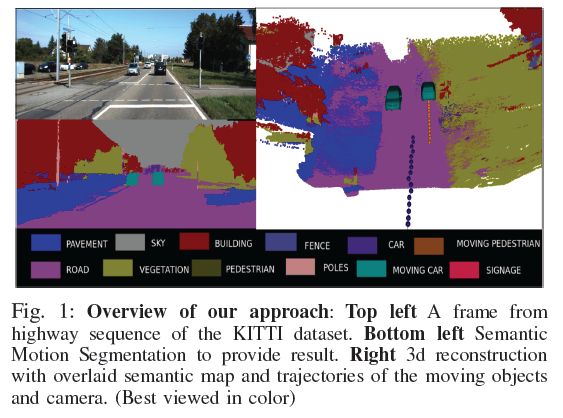 PAVEMENT SKY BUILDING FENCE CAR MOVING PEDESTRIAN
ROAD VEGETATION PEDESTRIAN POLES MOVING CAR SIGNAGE
Fig. 1: Overview of our approach: Top left A frame from
highway sequence of the KITTI dataset. Bottom left Semantic
Motion Segmentation to provide result. Right 3d reconstruction
with overlaid semantic map and trajectories of the moving objects
and camera. (Best viewed in color)